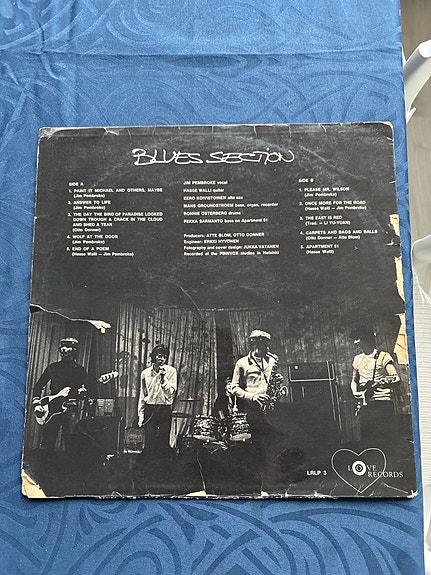 BLUES SECTION
SIDE A
1. PAINT IT MICHAEL AND OTHERS, MAYBE
(Jim Pembroke)
2. ANSWER TO LIFE
(Jim Pembroke)
3. THE DAY THE BIRD OF PARADISE LOOKED
DOWN TROUGH A CRACK IN THE CLOUD
AND SHED A TEAR
(Otto Donner)
4. WOLF AT THE DOOR
(Jim Pembroke)
5. END OF A POEM
(Hasse Walli — Jim Pembroke)
JIM PEMBROKE vocal
HASSE WALLI guitar
EERO KOIVISTOINEN alto sax
MANS GROUNDSTROEM bass, organ, recorder
RONNIE OSTERBERG drums
PEKKA SARMANTO bass on Apartment 51
Producers: ATTE BLOM, OTTO DONNER
Engineer: ERKKI HYVONEN
Fotography and cover design: JUKKA VATANEN
Recorded at the FINNVOX studios in Helsinki
SIDE B
1. PLEASE MR. WILSON
(Jim Pembroke)
2. ONCE MORE FOR THE ROAD
(Hasse Walli — Jim Pembroke)
3. THE EAST IS RED
(Trad. — LI YU-YUAN)
4. CARPETS AND BAGS AND BALLS
(Otto Donner — Atte Blom)
5. APARTMENT 51
(Hasse Walli)
LRLP 3
LOVE
RECORDS